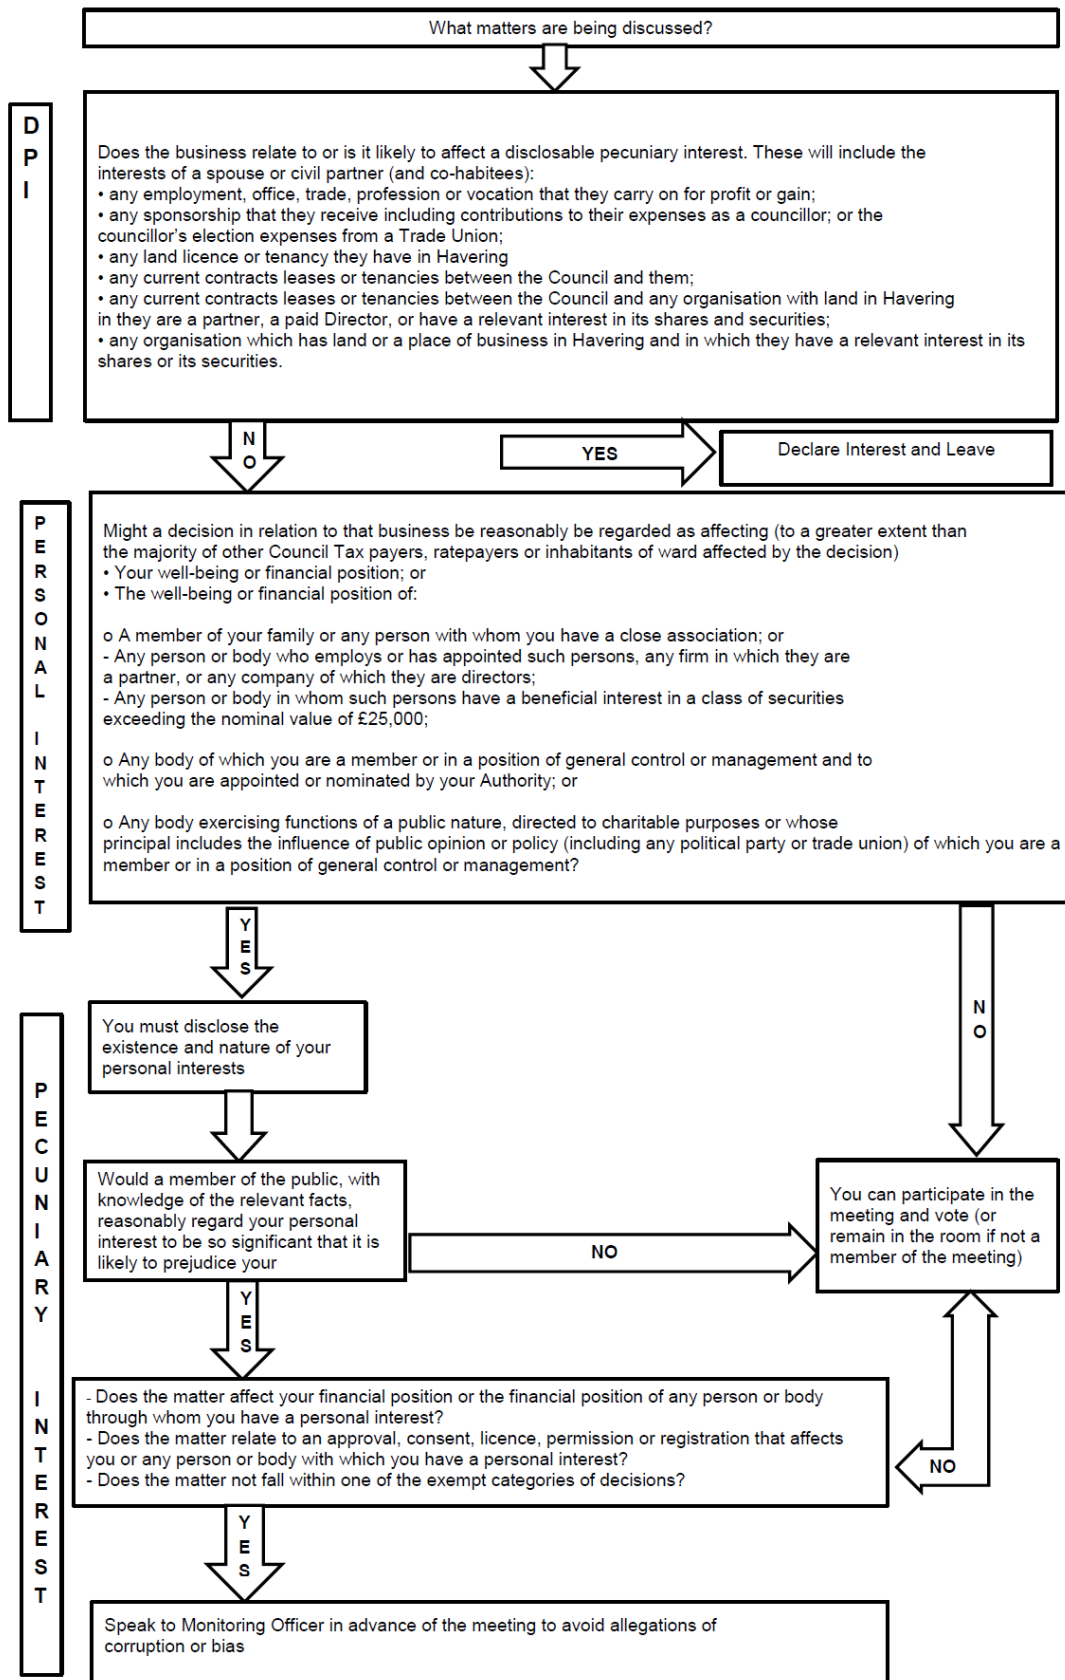 What matters are being discussed?
D
P
I
Does the business relate to or is it likely to affect a disclosable pecuniary interest. These will include the
interests of a spouse or civil partner (and co-habitees):
• any employment, office, trade, profession or vocation that they carry on for profit or gain;
• any sponsorship that they receive including contributions to their expenses as a councillor; or the
councillor's election expenses from a Trade Union;
• any land licence or tenancy they have in Havering
• any current contracts leases or tenancies between the Council and them;
• any current contracts leases or tenancies between the Council and any organisation with land in Havering
in they are a partner, a paid Director, or have a relevant interest in its shares and securities;
• any organisation which has land or a place of business in Havering and in which they have a relevant interest in its
shares or its securities.
N
O
YES
Declare Interest and Leave
P
E
R
S
O
N
A
L
I
N
T
E
R
E
S
T
Might a decision in relation to that business be reasonably be regarded as affecting (to a greater extent than
the majority of other Council Tax payers, ratepayers or inhabitants of ward affected by the decision)
• Your well-being or financial position; or
• The well-being or financial position of:
o A member of your family or any person with whom you have a close association; or
- Any person or body who employs or has appointed such persons, any firm in which they are
a partner, or any company of which they are directors;
- Any person or body in whom such persons have a beneficial interest in a class of securities
exceeding the nominal value of £25,000;
o Any body of which you are a member or in a position of general control or management and to
which you are appointed or nominated by your Authority; or
o Any body exercising functions of a public nature, directed to charitable purposes or whose
principal includes the influence of public opinion or policy (including any political party or trade union) of which you are a
member or in a position of general control or management?
Y
E
S
N
O
You must disclose the
existence and nature of your
personal interests
P
E
C
U
N
I
A
R
Y
I
N
T
E
R
E
S
T
Would a member of the public, with
knowledge of the relevant facts,
reasonably regard your personal
interest to be so significant that it is
likely to prejudice your
NO
You can participate in the
meeting and vote (or
remain in the room if not a
member of the meeting)
Y
E
S
- Does the matter affect your financial position or the financial position of any person or body
through whom you have a personal interest?
- Does the matter relate to an approval, consent, licence, permission or registration that affects
you or any person or body with which you have a personal interest?
- Does the matter not fall within one of the exempt categories of decisions?
NO
Y
E
S
Speak to Monitoring Officer in advance of the meeting to avoid allegations of
corruption or bias